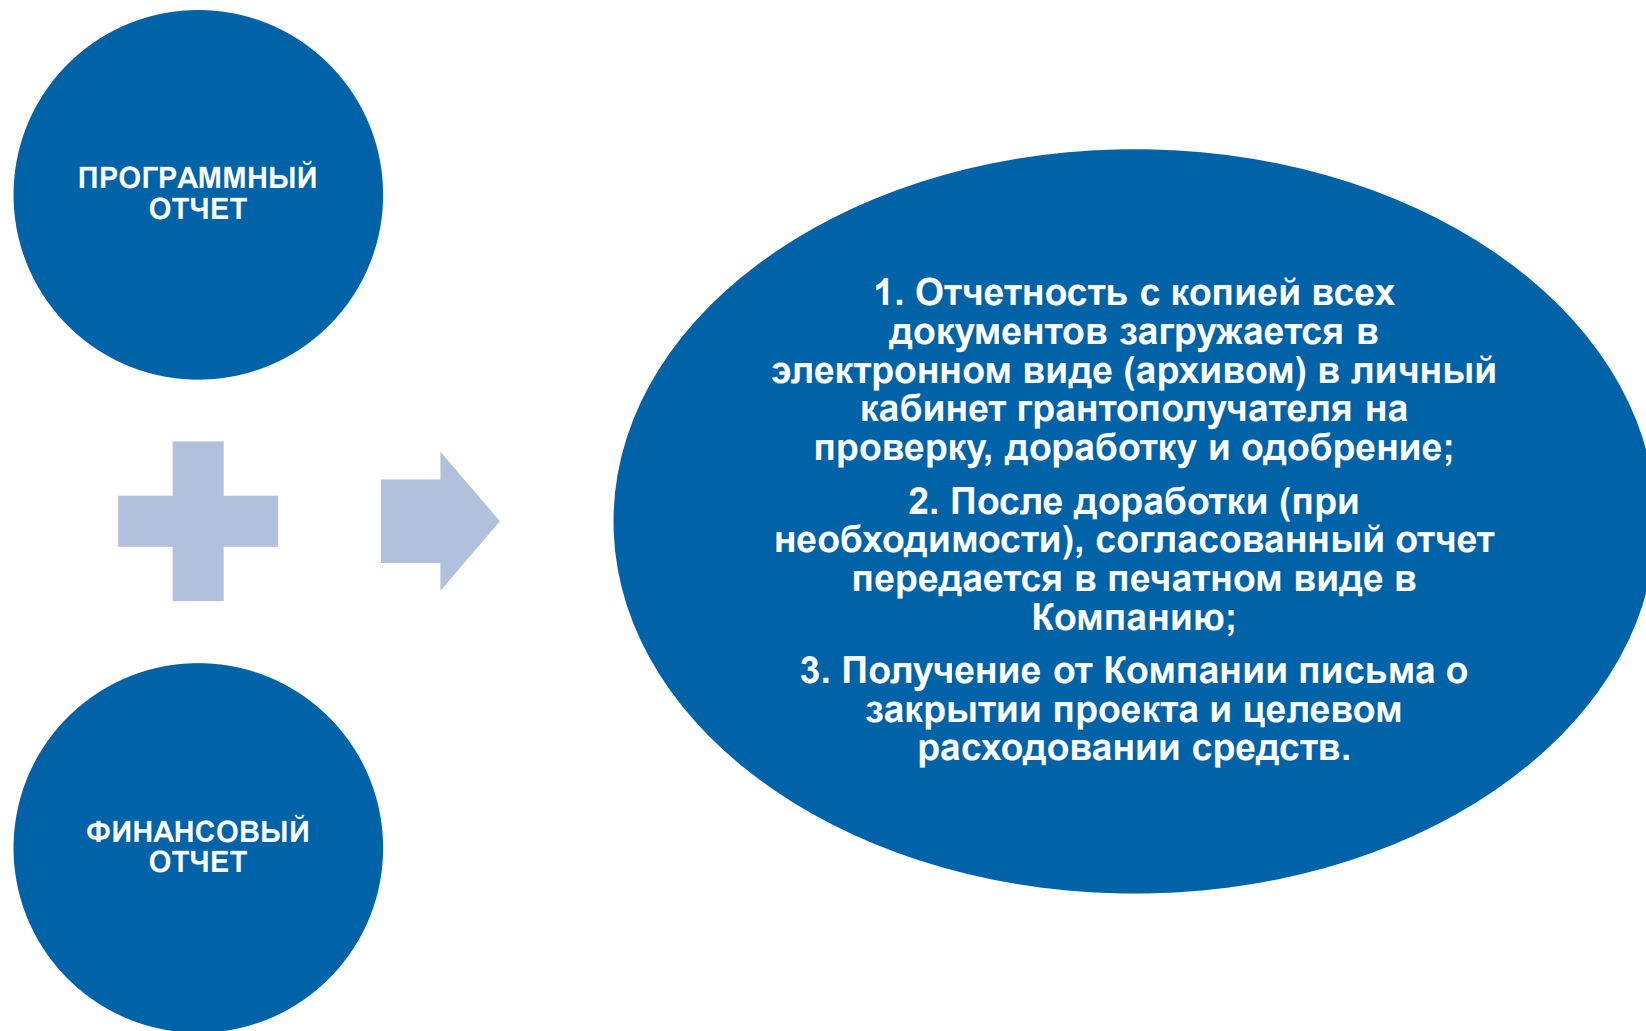 ПРОГРАММНЫЙ
ОТЧЕТ
ФИНАНСОВЫЙ
ОТЧЕТ
1. Отчетность с копией всех
документов загружается в
электронном виде (архивом) в личный
кабинет грантополучателя на
проверку, доработку и одобрение;
2. После доработки (при
необходимости), согласованный отчет
передается в печатном виде в
Компанию;
3. Получение от Компании письма о
закрытии проекта и целевом
расходовании средств.